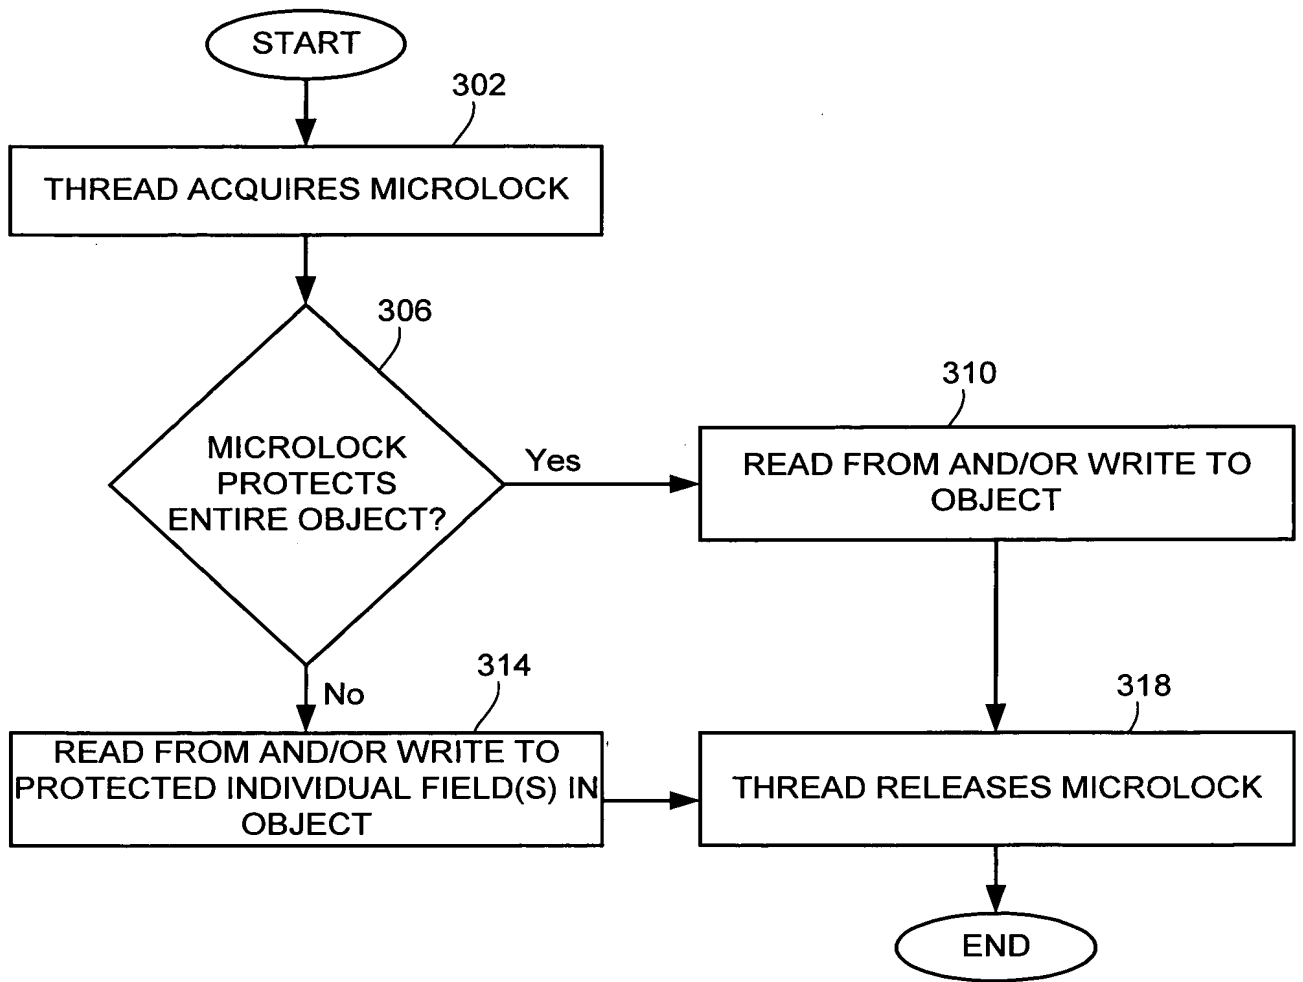 START
302
THREAD ACQUIRES MICROLOCK
306
MICROLOCK
PROTECTS
ENTIRE OBJECT?
Yes
310
READ FROM AND/OR WRITE TO
OBJECT
No
314
READ FROM AND/OR WRITE TO
PROTECTED INDIVIDUAL FIELD(S) IN
OBJECT
318
THREAD RELEASES MICROLOCK
END